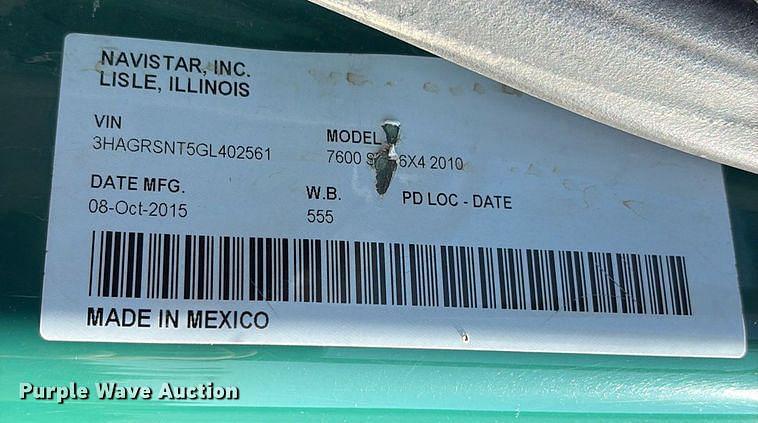 NAVISTAR, INC.
LISLE, ILLINOIS
VIN
3HAGRSNT5GL402561
MODEL
7600 6X4 2010
DATE MFG.
08-Oct-2015
W.B.
555
PD LOC - DATE
MADE IN MEXICO
Purple Wave Auction